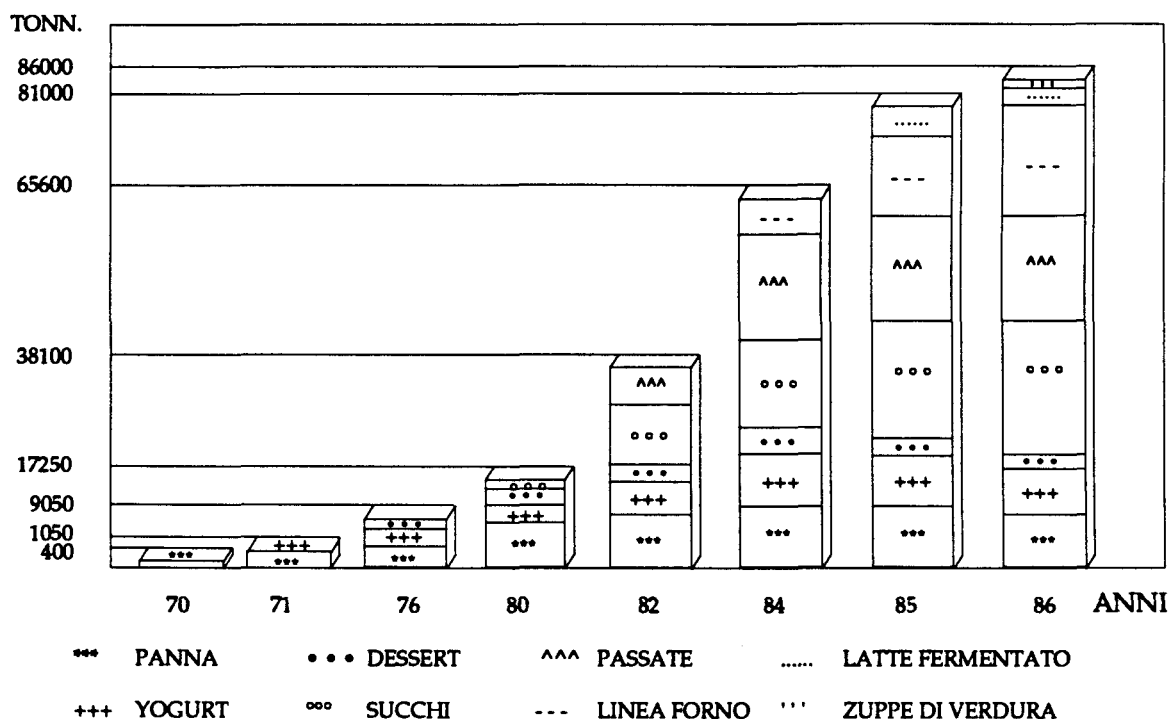 TONN.
86000
81000
65600
38100
17250
9050
1050
400
70 71 76 80 82 84 85 86 ANNI
*** PANNA • • • DESSERT ^^^ PASSATE ...... LATTE FERMENTATO
+++ YOGURT ooo SUCCHI --- LINEA FORNO ' ' ' ZUPPE DI VERDURA